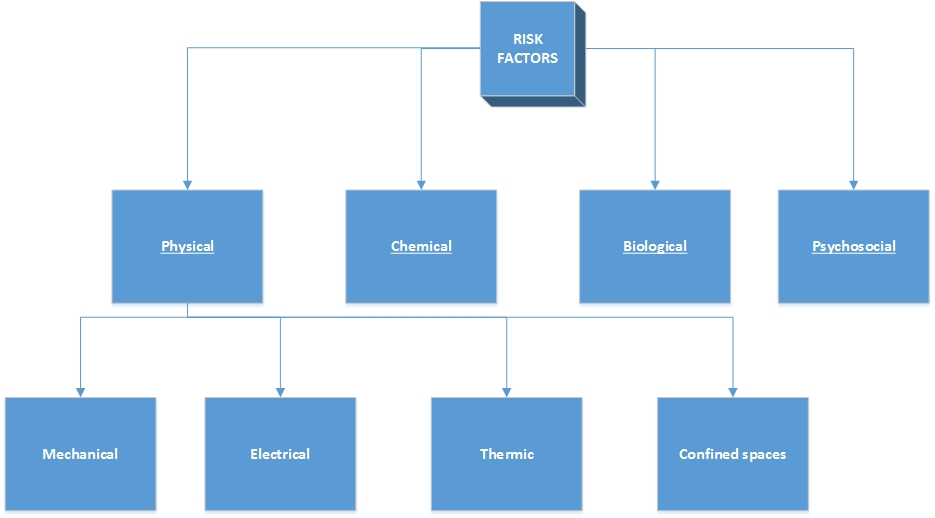 RISK
FACTORS
Physical
Chemical
Biological
Psychosocial
Mechanical
Electrical
Thermic
Confined spaces